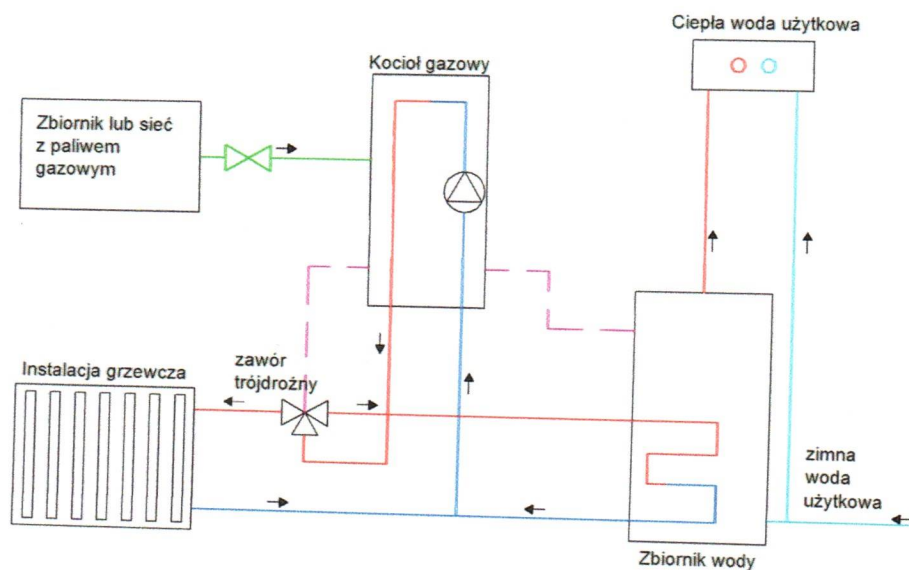 Ciepła woda użytkowa
Kocioł gazowy
Zbiornik lub sieć
z paliwem
gazowym
Instalacja grzewcza
zawór
trójdrożny
zimna
woda
użytkowa
Zbiornik wody